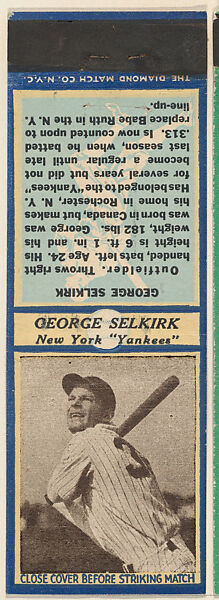 THE DIAMOND MATCH CO. N.Y.C.
GEORGE SELKIRK
Outfielder. Throws right
handed, bats left. Age 24. His
height is 6 ft. 1 in. and his
weight, 182 lbs. George was
was born in Canada, but makes
his home in Rochester, N. Y.
Has belonged to the "Yankees"
for several years but did not
become a regular until late
last season, when he batted
.313. Is now counted upon to
replace Babe Ruth in the N. Y.
line-up.
GEORGE SELKIRK
New York "Yankees"
3
CLOSE COVER BEFORE STRIKING MATCH